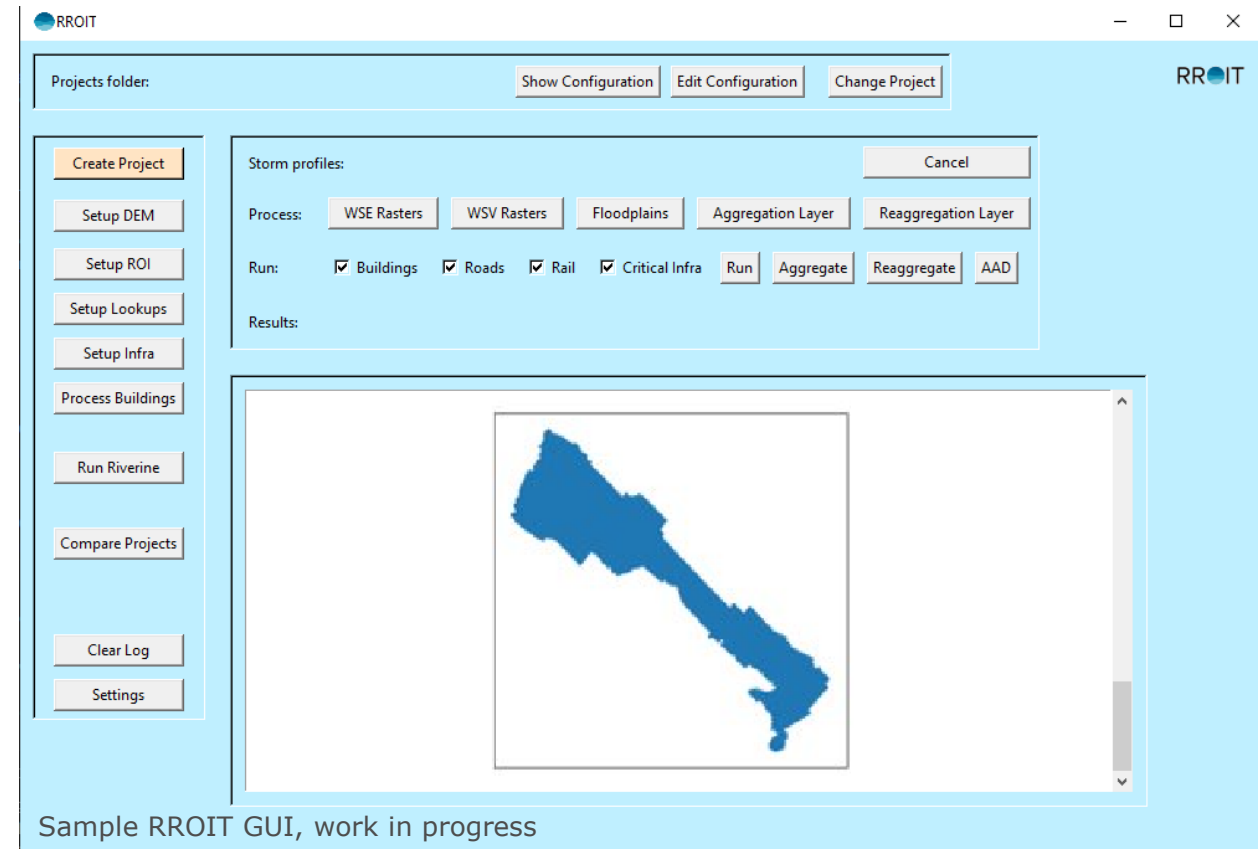 RROIT
Projects folder: Show Configuration Edit Configuration Change Project
RROIT
Create Project
Setup DEM
Setup ROI
Setup Lookups
Setup Infra
Process Buildings
Run Riverine
Compare Projects
Clear Log
Settings
Storm profiles: Cancel
Process: WSE Rasters WSV Rasters Floodplains Aggregation Layer Reaggregation Layer
Run: Buildings Roads Rail Critical Infra Run Aggregate Reaggregate AAD
Results:
Sample RROIT GUI, work in progress